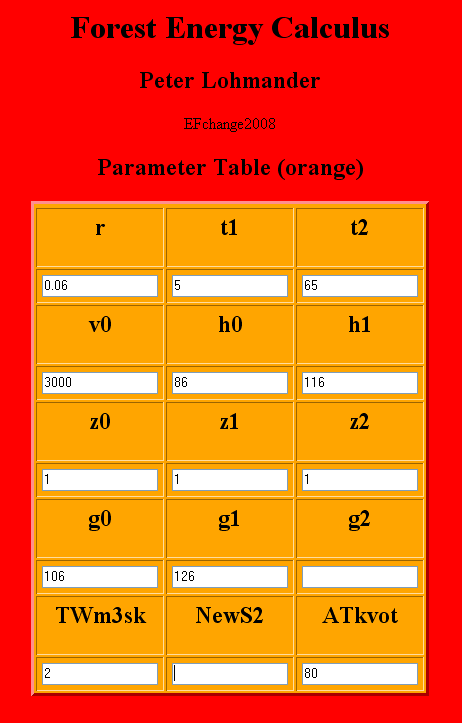 Forest Energy Calculus
Peter Lohmander
EFchange2008
Parameter Table (orange)
r t1 t2
0.06 5 65
v0 h0 h1
3000 86 116
z0 z1 z2
1 1 1
g0 g1 g2
106 126
TWm3sk NewS2 ATkvot
2 80